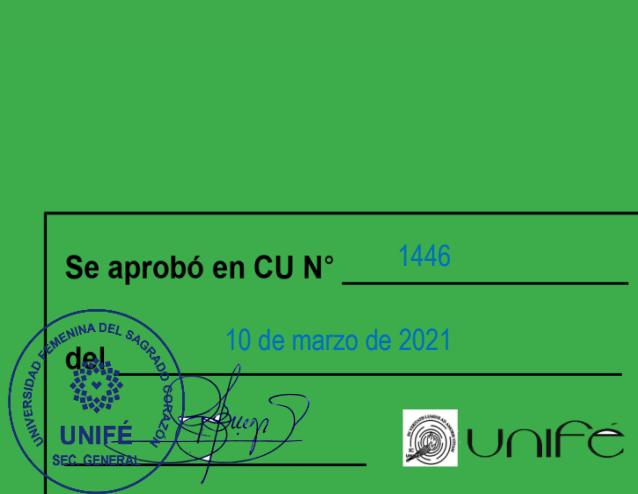 Se aprobó en CU N° 1446
del 10 de marzo de 2021
UNIVERSIDAD FEMENINA DEL SAGRADO CORAZÓN
UNIFÉ
SEC. GENERAL
unifé